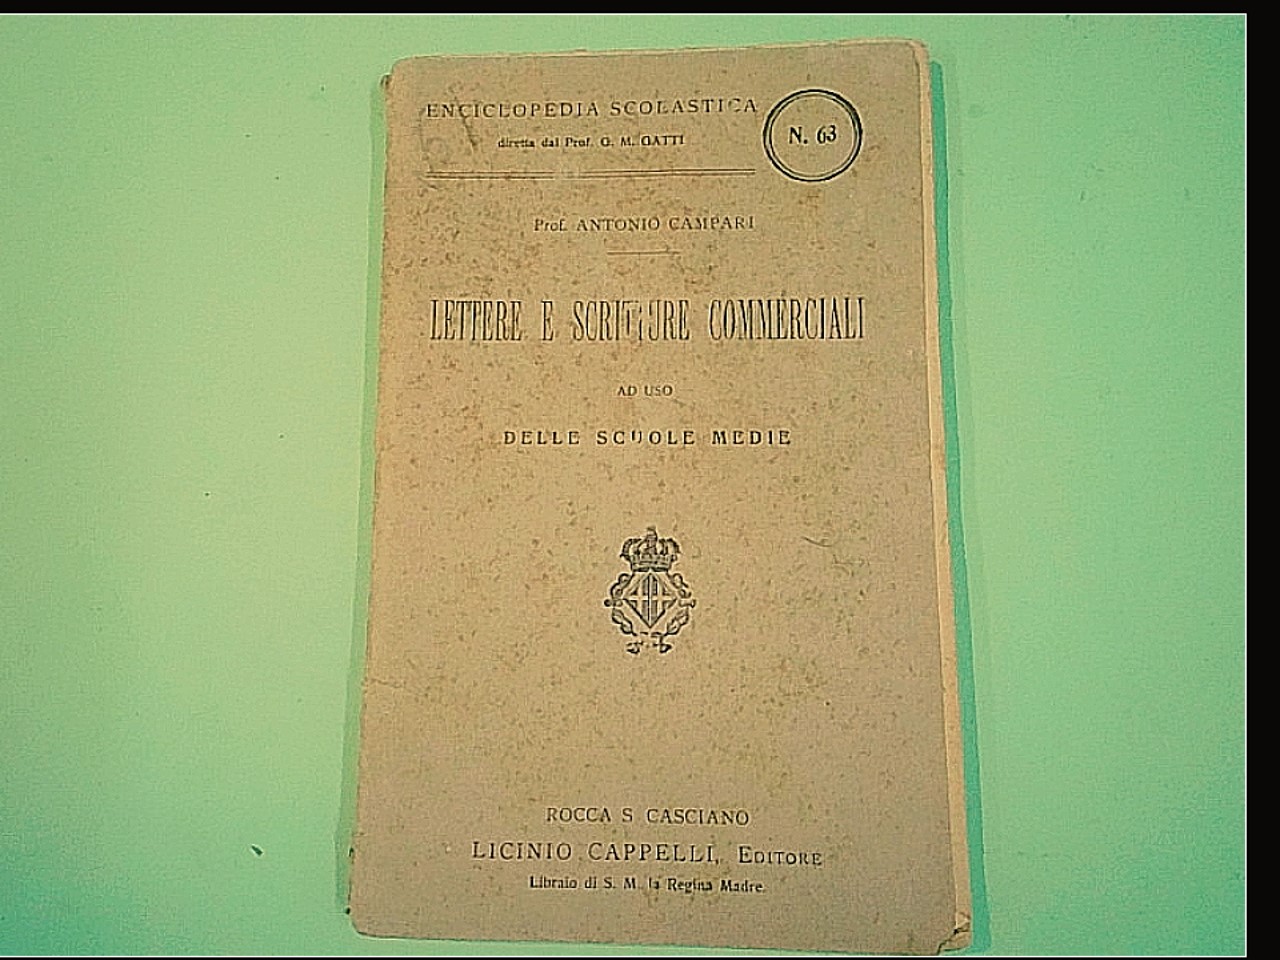 ENCICLOPEDIA SCOLASTICA
diretta dal Prof. G. M. GATTI
N. 63
Prof. ANTONIO CAMPARI
LETTERE E SCRITTURE COMMERCIALI
AD USO
DELLE SCUOLE MEDIE
ROCCA S. CASCIANO
LICINIO CAPPELLI, EDITORE
Libraio di S. M. la Regina Madre.